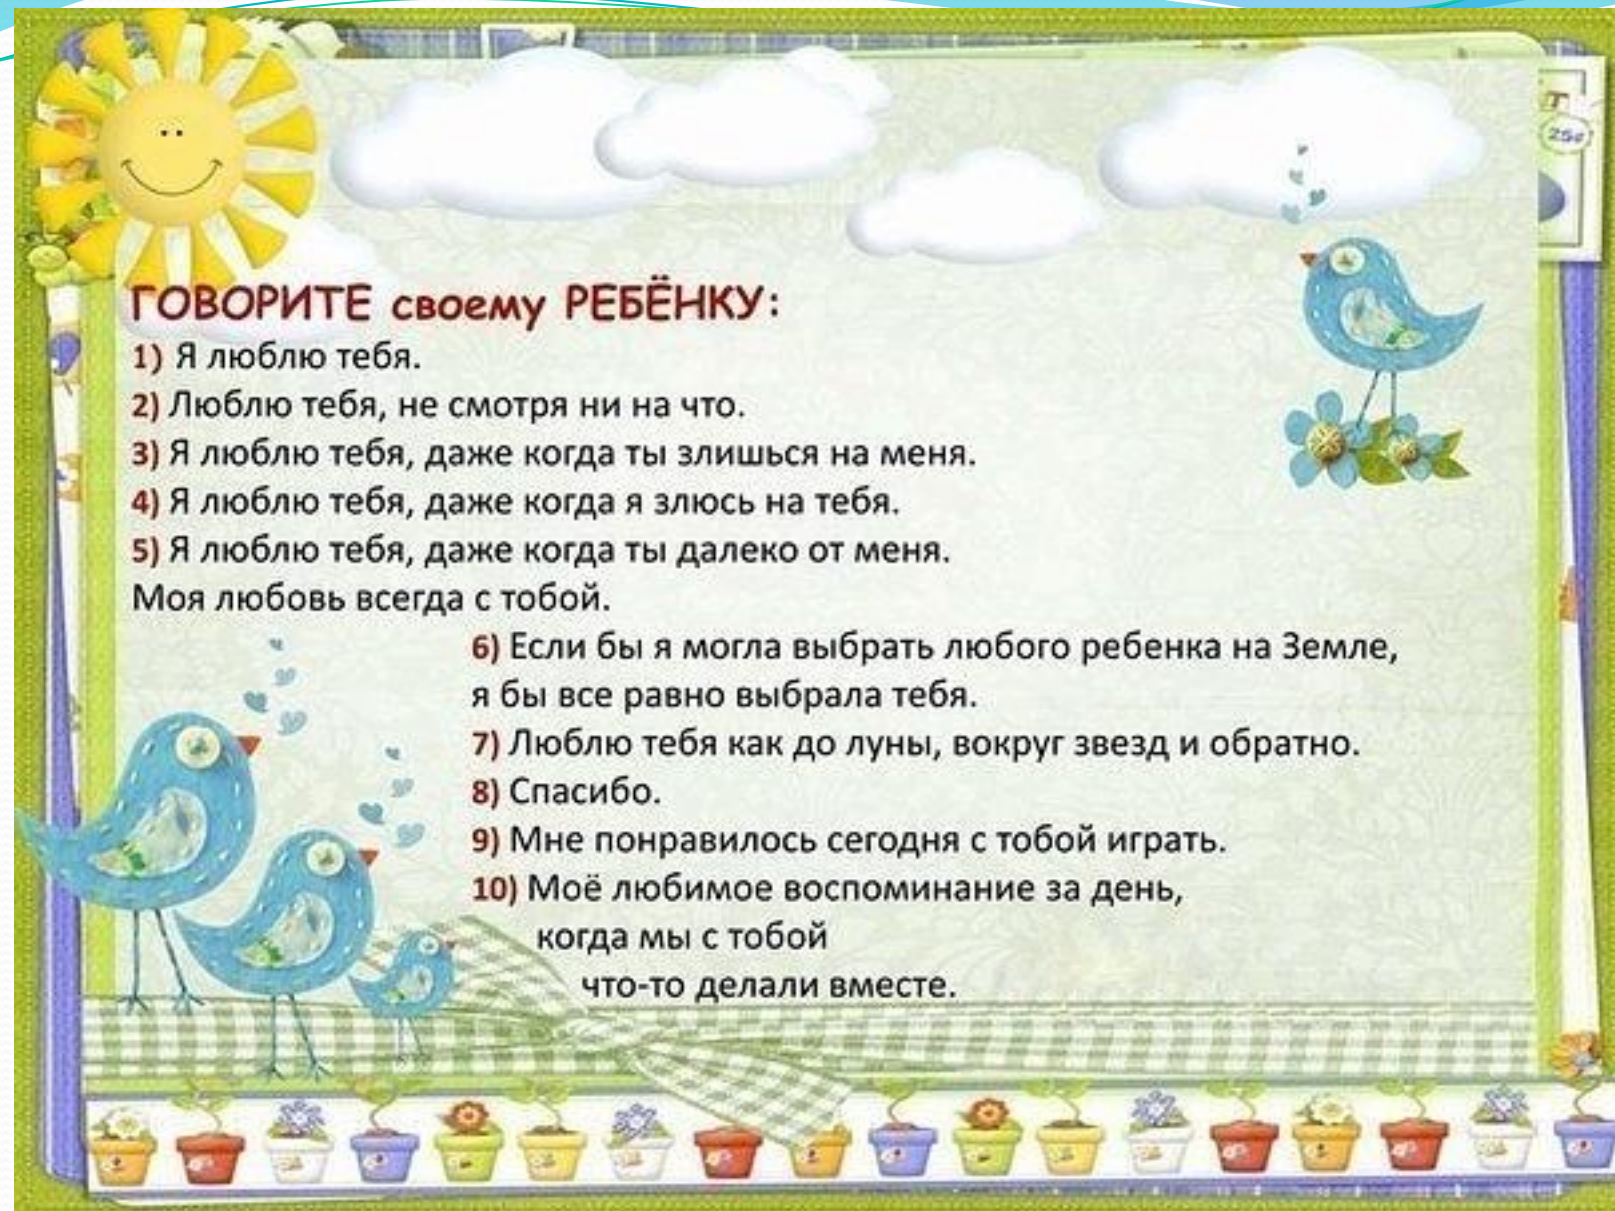 ГОВОРИТЕ своему РЕБЁНКУ:
1) Я люблю тебя.
2) Люблю тебя, не смотря ни на что.
3) Я люблю тебя, даже когда ты злишься на меня.
4) Я люблю тебя, даже когда я злюсь на тебя.
5) Я люблю тебя, даже когда ты далеко от меня.
Моя любовь всегда с тобой.
6) Если бы я могла выбрать любого ребенка на Земле,
я бы все равно выбрала тебя.
7) Люблю тебя как до луны, вокруг звезд и обратно.
8) Спасибо.
9) Мне понравилось сегодня с тобой играть.
10) Моё любимое воспоминание за день,
когда мы с тобой
что-то делали вместе.
25¢